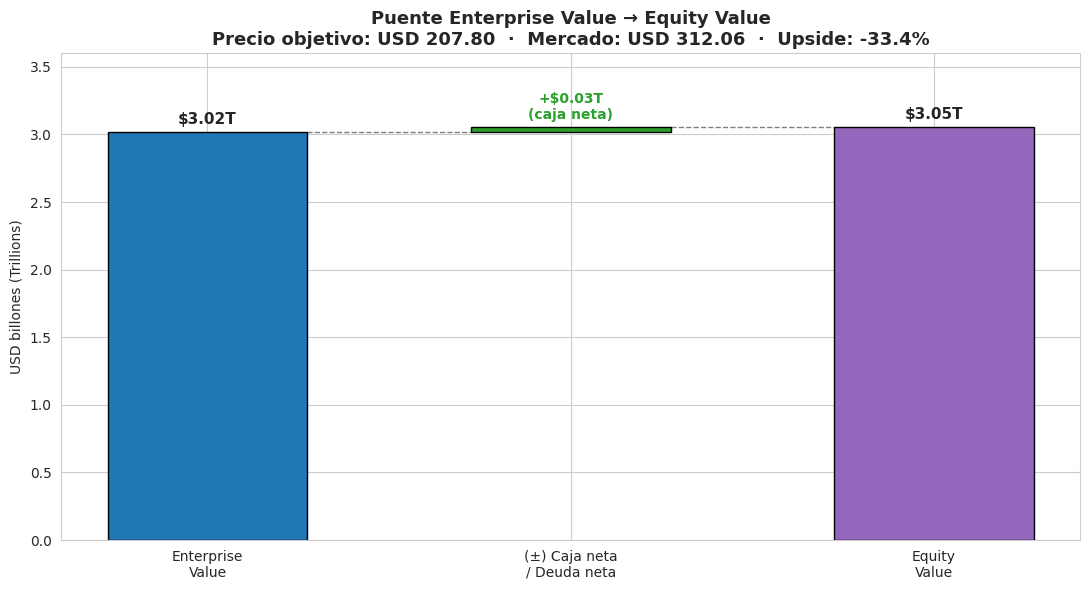 Puente Enterprise Value → Equity Value
Precio objetivo: USD 207.80 · Mercado: USD 312.06 · Upside: -33.4%
USD billones (Trillions)
3.5
3.0
2.5
2.0
1.5
1.0
0.5
0.0
$3.02T
+$0.03T
(caja neta)
$3.05T
Enterprise
Value
(±) Caja neta
/ Deuda neta
Equity
Value